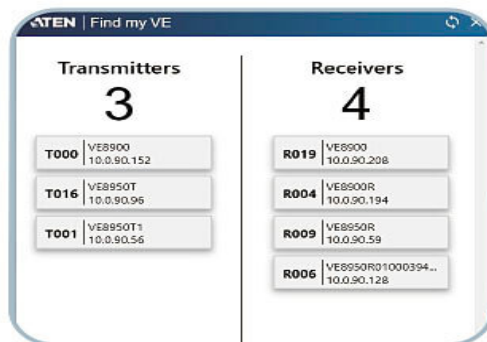 ATEN | Find my VE
Transmitters
3
T000 VE8900
10.0.90.152
T016 VE8950T
10.0.90.96
T001 VE8950T1
10.0.90.56
Receivers
4
R019 VE8900
10.0.90.208
R004 VE8900R
10.0.90.194
R009 VE8950R
10.0.90.59
R006 VE8950R01000394...
10.0.90.128